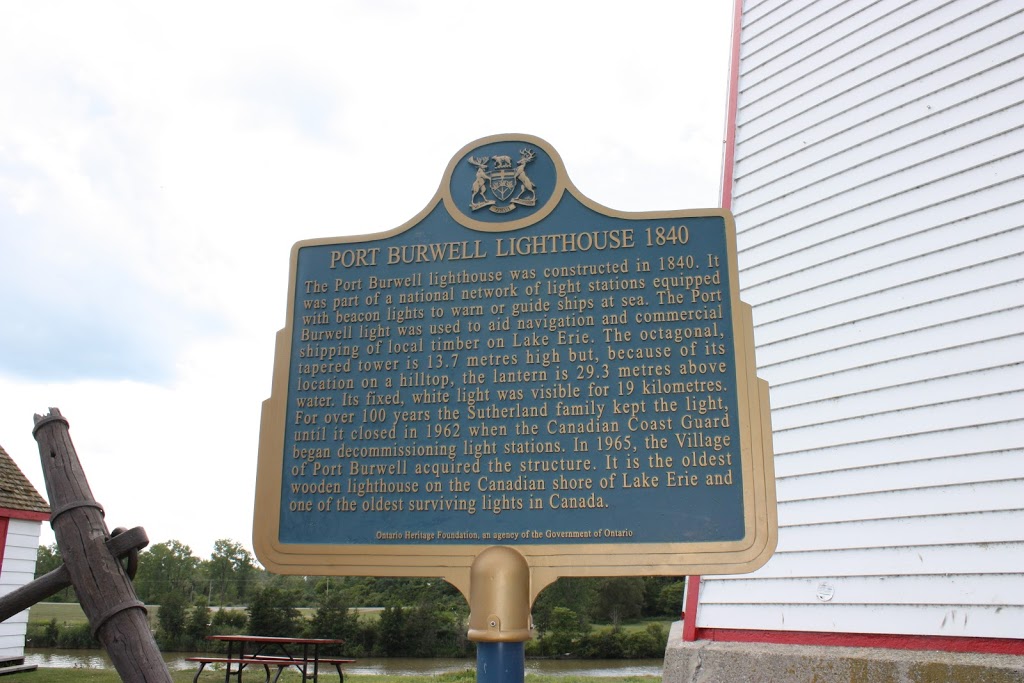 PORT BURWELL LIGHTHOUSE 1840
The Port Burwell lighthouse was constructed in 1840. It
was part of a national network of light stations equipped
with beacon lights to warn or guide ships at sea. The Port
Burwell light was used to aid navigation and commercial
shipping of local timber on Lake Erie. The octagonal,
tapered tower is 13.7 metres high but, because of its
location on a hilltop, the lantern is 29.3 metres above
water. Its fixed, white light was visible for 19 kilometres.
For over 100 years the Sutherland family kept the light,
until it closed in 1962 when the Canadian Coast Guard
began decommissioning light stations. In 1965, the Village
of Port Burwell acquired the structure. It is the oldest
wooden lighthouse on the Canadian shore of Lake Erie and
one of the oldest surviving lights in Canada.
Ontario Heritage Foundation, an agency of the Government of Ontario